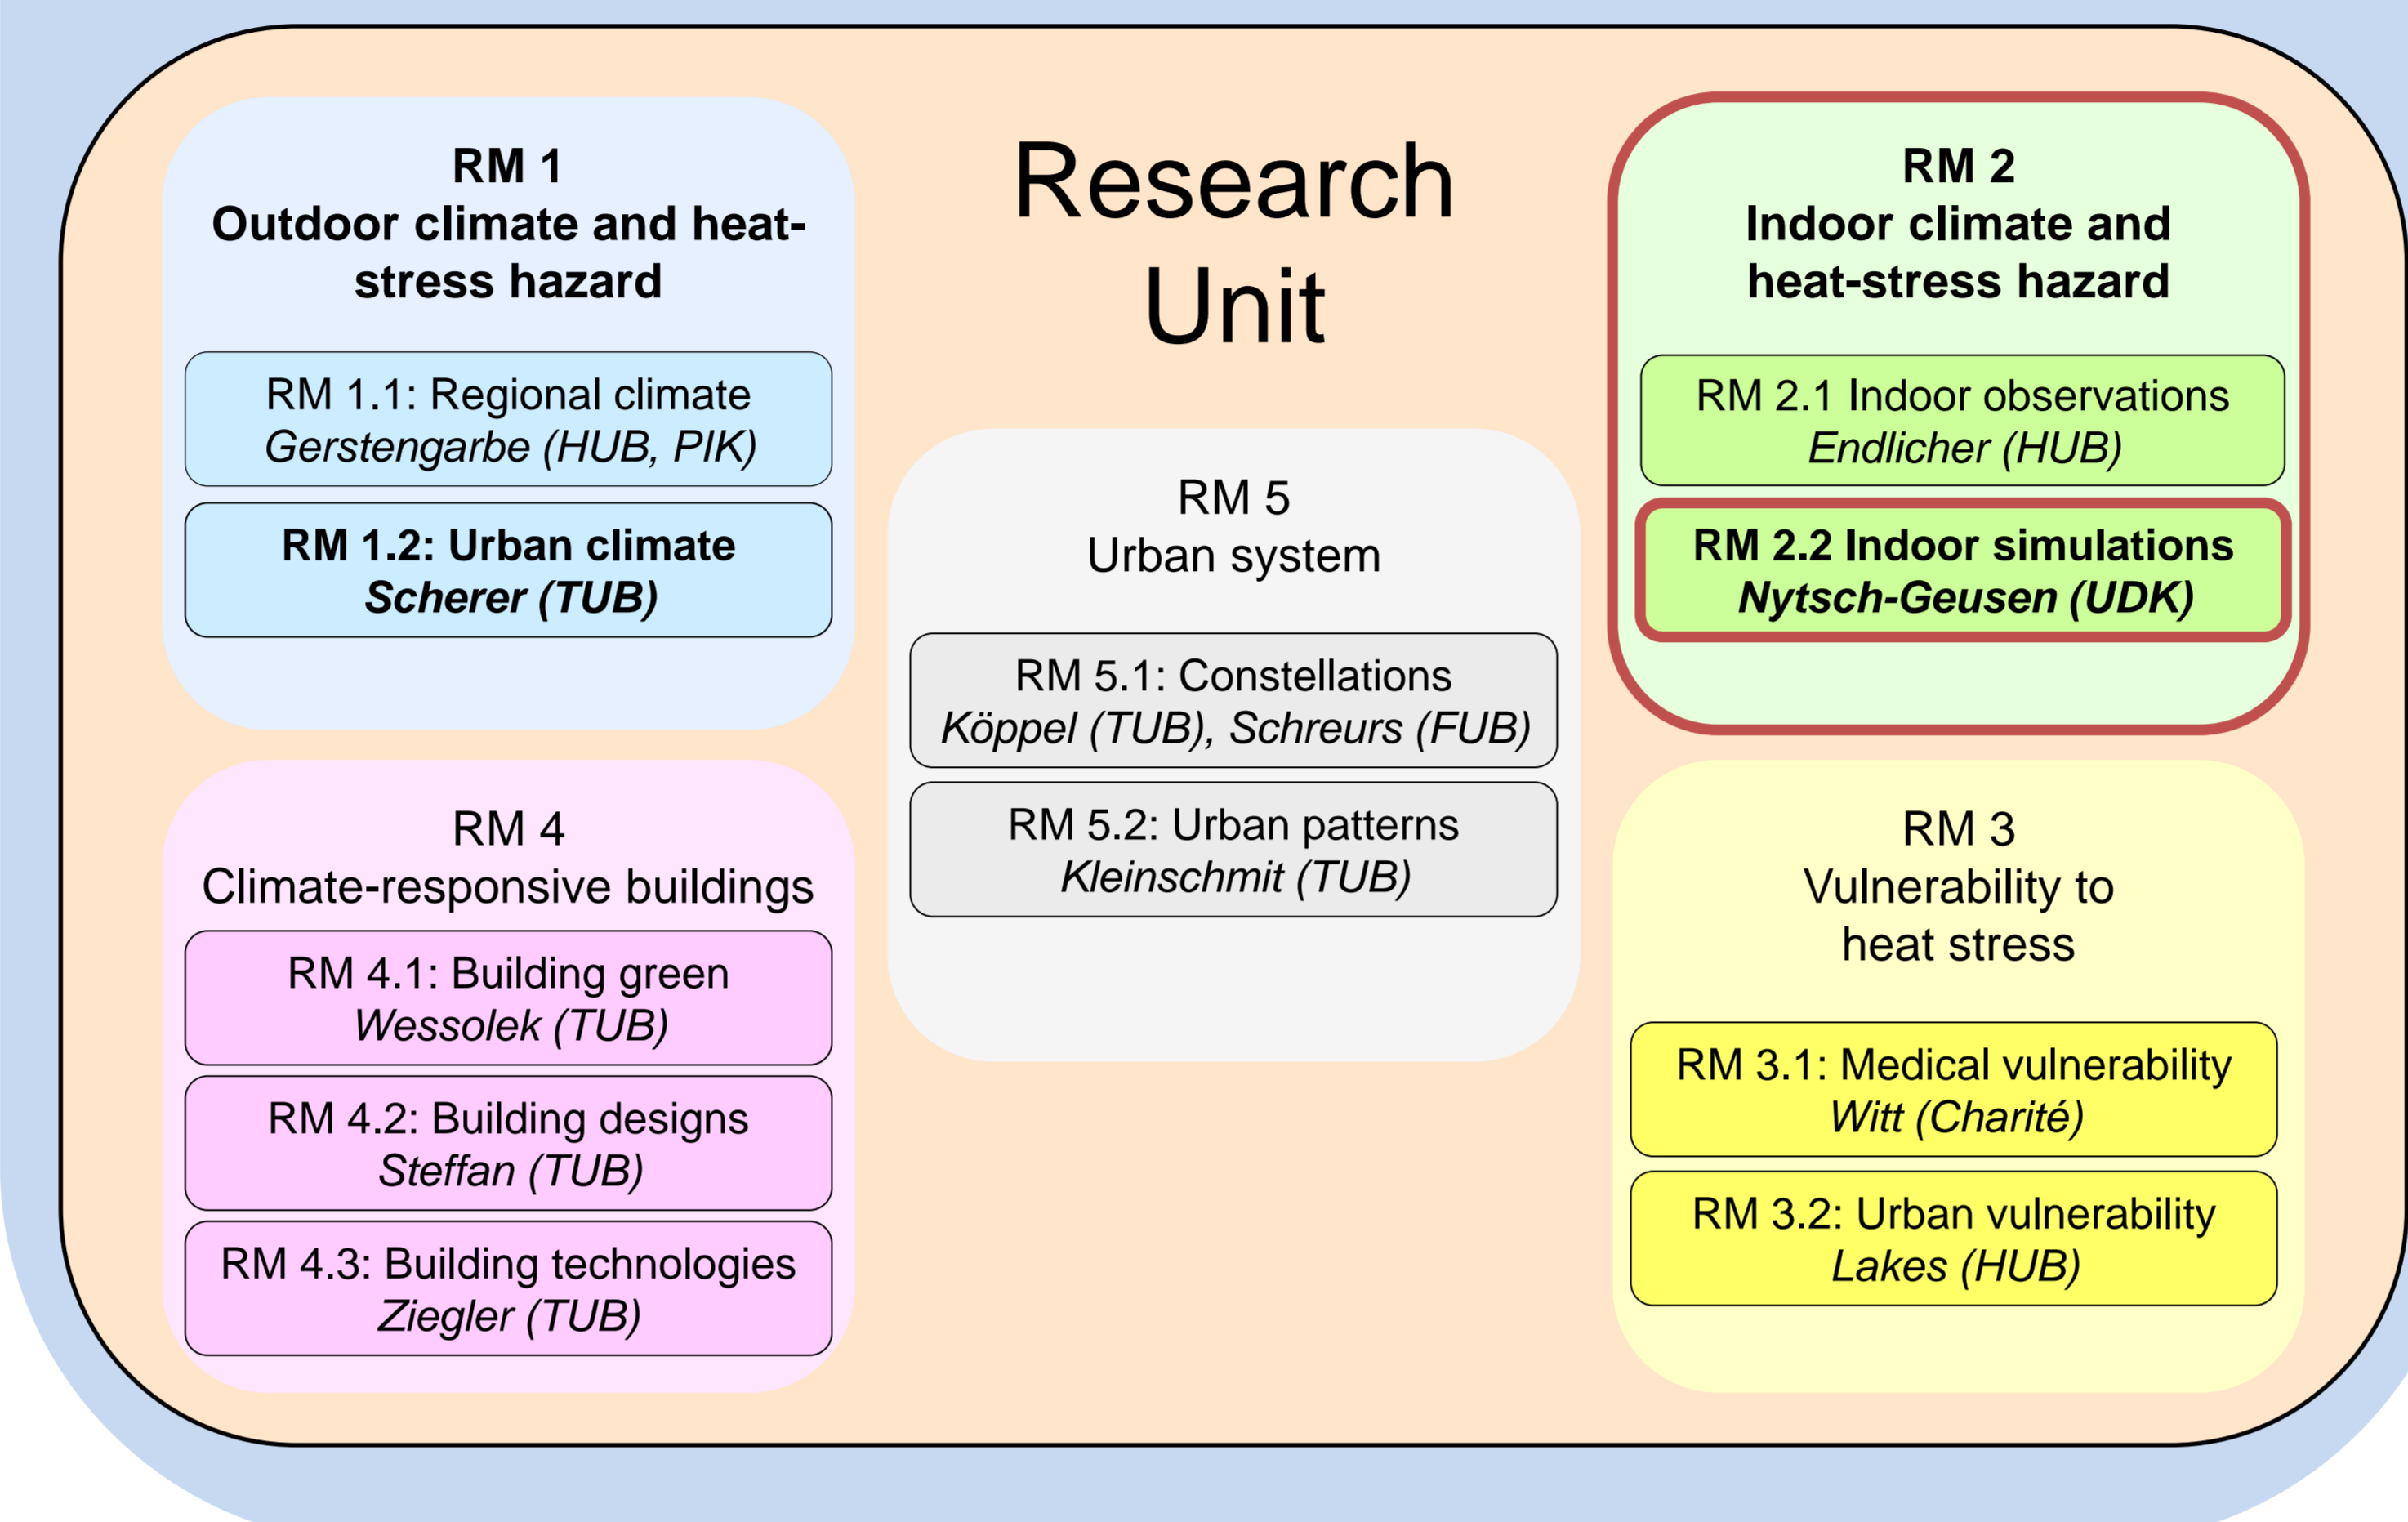 Research
Unit
RM 1
Outdoor climate and heat-
stress hazard
RM 1.1: Regional climate
Gerstengarbe (HUB, PIK)
RM 1.2: Urban climate
Scherer (TUB)
RM 2
Indoor climate and
heat-stress hazard
RM 2.1 Indoor observations
Endlicher (HUB)
RM 2.2 Indoor simulations
Nytsch-Geusen (UDK)
RM 5
Urban system
RM 5.1: Constellations
Köppel (TUB), Schreurs (FUB)
RM 5.2: Urban patterns
Kleinschmit (TUB)
RM 4
Climate-responsive buildings
RM 4.1: Building green
Wessolek (TUB)
RM 4.2: Building designs
Steffan (TUB)
RM 4.3: Building technologies
Ziegler (TUB)
RM 3
Vulnerability to
heat stress
RM 3.1: Medical vulnerability
Witt (Charité)
RM 3.2: Urban vulnerability
Lakes (HUB)